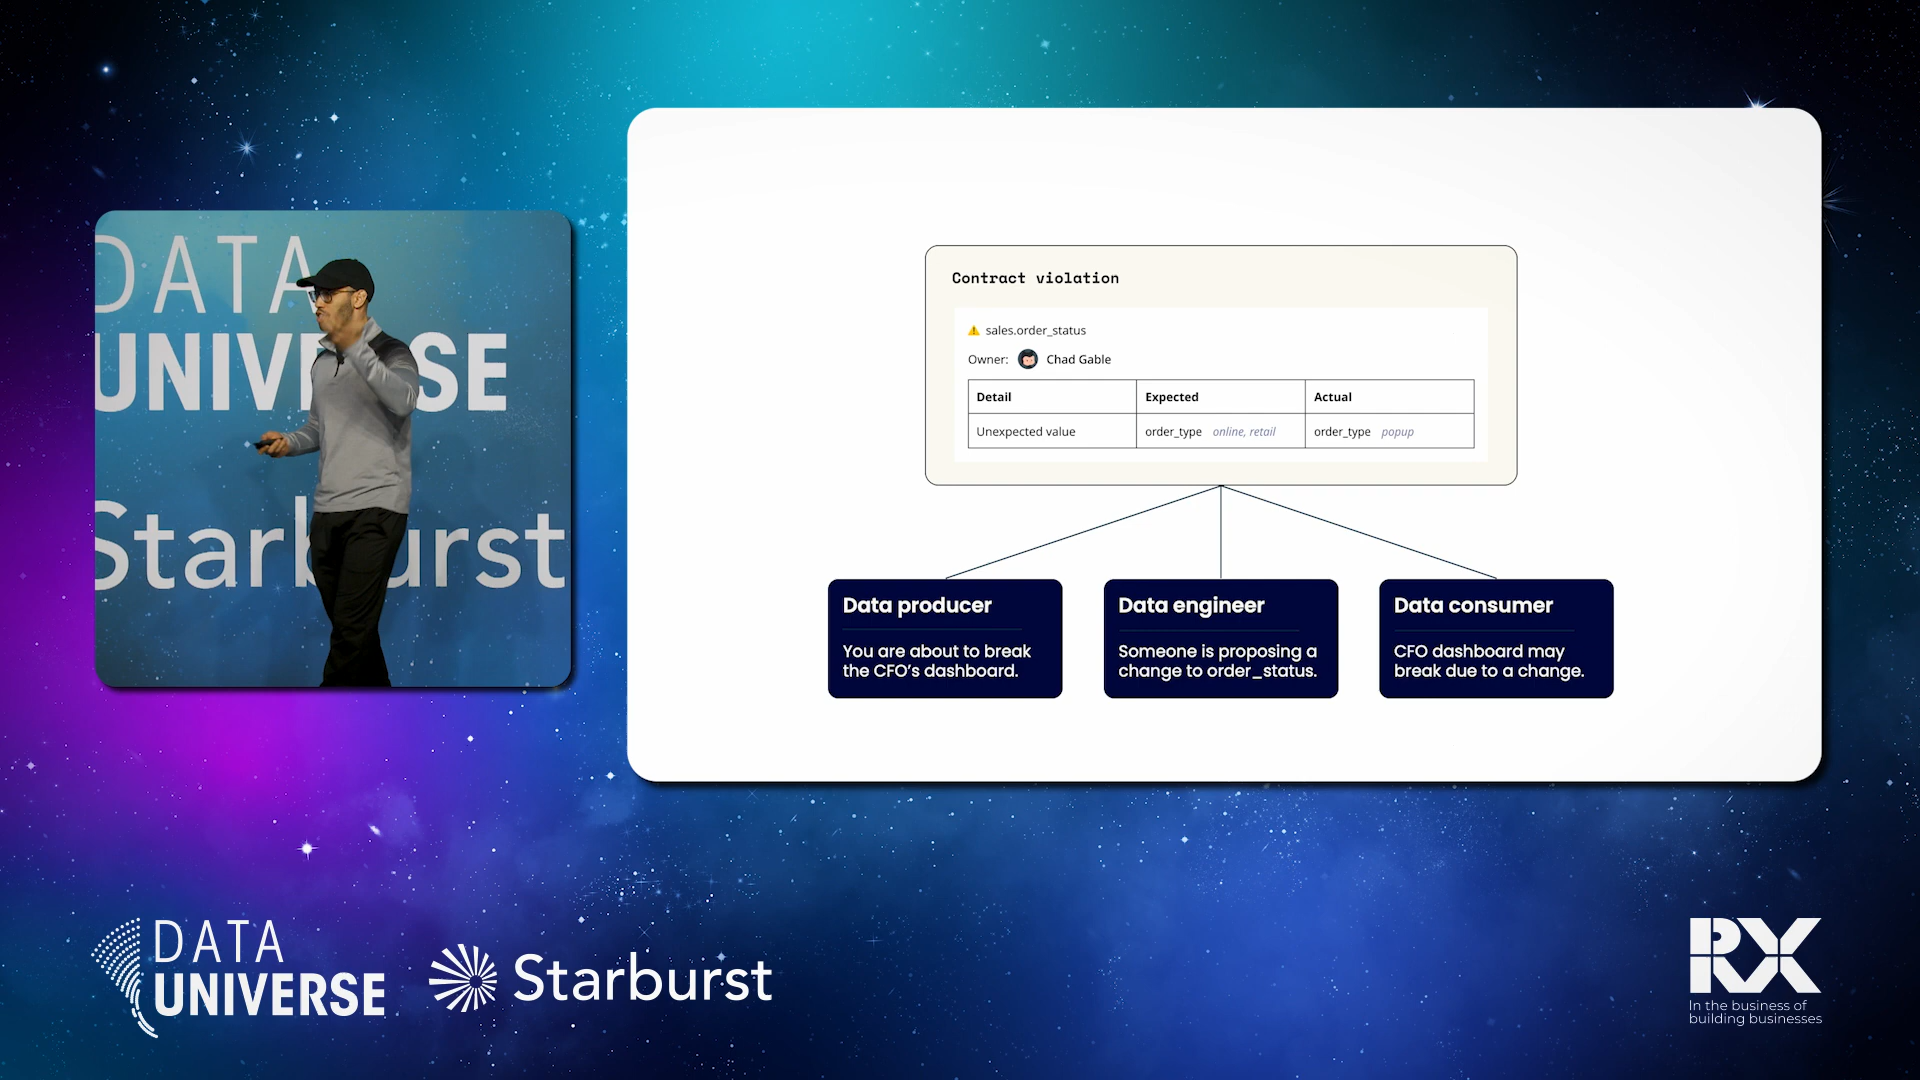 DATA
UNIVERSE
Starburst
Contract violation
sales.order_status
Owner: Chad Gable
Detail Expected Actual
Unexpected value order_type online, retail order_type popup
Data producer
You are about to break
the CFO's dashboard.
Data engineer
Someone is proposing a
change to order_status.
Data consumer
CFO dashboard may
break due to a change.
DATA
UNIVERSE
Starburst
RX
In the business of
building businesses